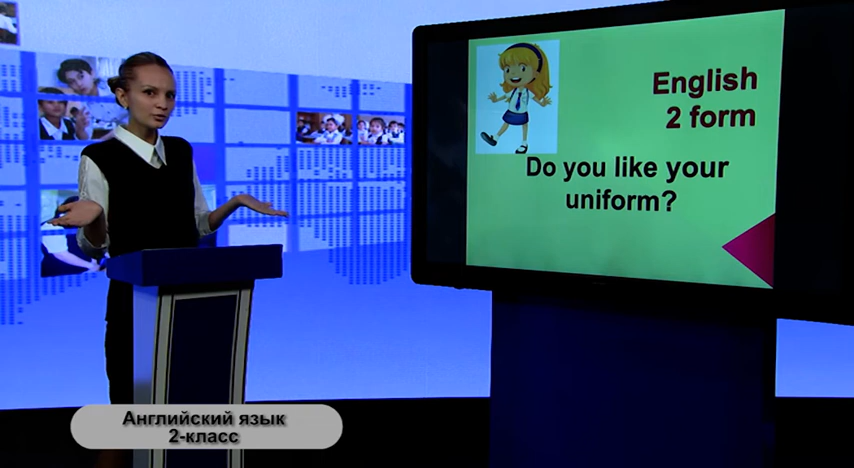 English
2 form
Do you like your
uniform?
Английский язык
2-класс